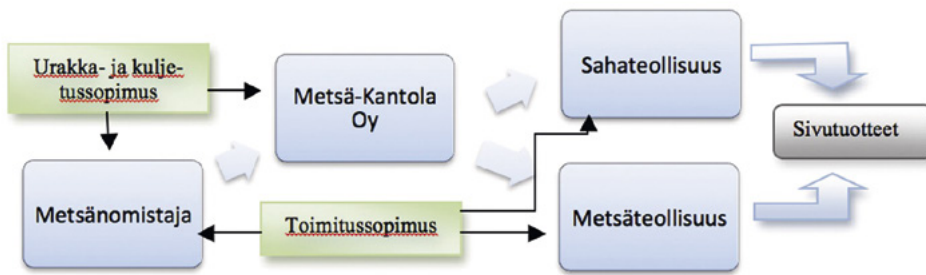 Urakka- ja kulje-
tussopimus
Metsä-Kantola
Oy
Sahateollisuus
Sivutuotteet
Metsänomistaja
Toimitussopimus
Metsäteollisuus